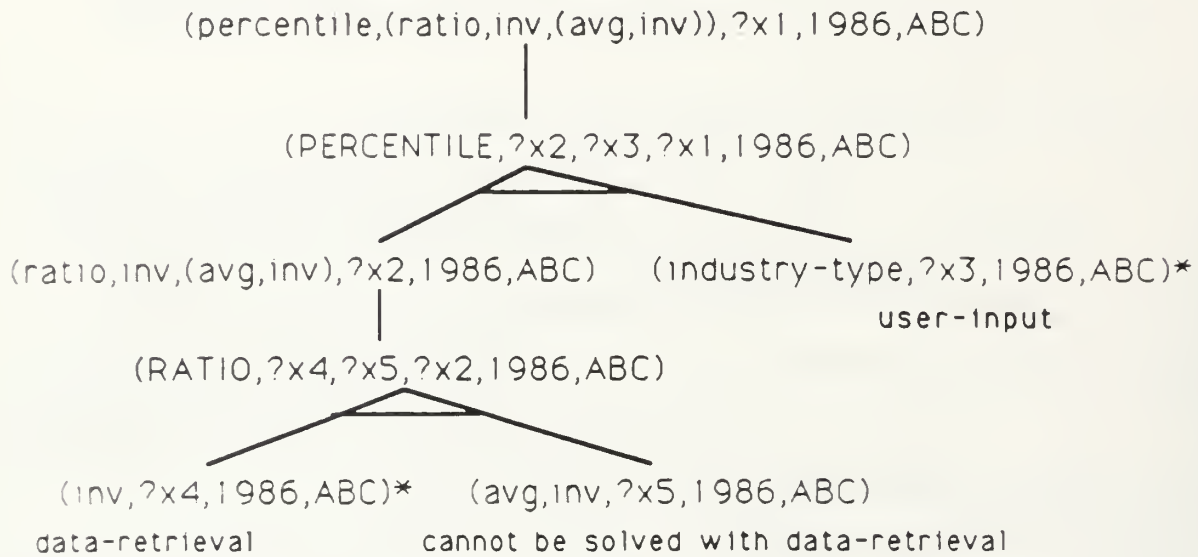 (percentile,(ratio,inv,(avg,inv)),?x1,1986,ABC)
(PERCENTILE,?x2,?x3,?x1,1986,ABC)
(ratio,inv,(avg,inv),?x2,1986,ABC) (industry-type,?x3,1986,ABC)*
user-input
(RATIO,?x4,?x5,?x2,1986,ABC)
(inv,?x4,1986,ABC)* (avg,inv,?x5,1986,ABC)
data-retrieval cannot be solved with data-retrieval